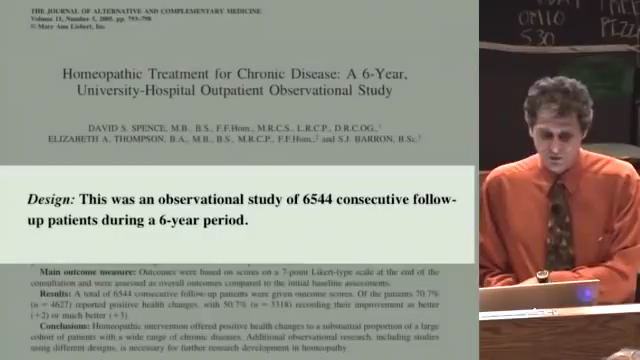 THE JOURNAL OF ALTERNATIVE AND COMPLEMENTARY MEDICINE
Volume 11, Number 5, 2005, pp. 793–798
© Mary Ann Liebert, Inc.
Homeopathic Treatment for Chronic Disease: A 6-Year,
University-Hospital Outpatient Observational Study
DAVID S. SPENCE, M.B., B.S., F.F.Hom., M.R.C.S., L.R.C.P., D.R.C.OG.,1
ELIZABETH A. THOMPSON, B.A., M.B., B.S., M.R.C.P., F.F.Hom.,2 and S.J. BARRON, B.Sc.3
Design: This was an observational study of 6544 consecutive follow-
up patients during a 6-year period.
Main outcome measure: Outcomes were based on scores on a 7-point Likert-type scale at the end of the
consultation and were assessed as overall outcomes compared to the initial baseline assessments.
Results: A total of 6544 consecutive follow-up patients were given outcome scores. Of the patients 70.7%
(n = 4627) reported positive health changes, with 50.7% (n = 3318) recording their improvement as better
(+2) or much better (+3).
Conclusions: Homeopathic intervention offered positive health changes to a substantial proportion of a large
cohort of patients with a wide range of chronic diseases. Additional observational research, including studies
using different designs, is necessary for further research development in homeopathy.
OM10
530
PIZZ